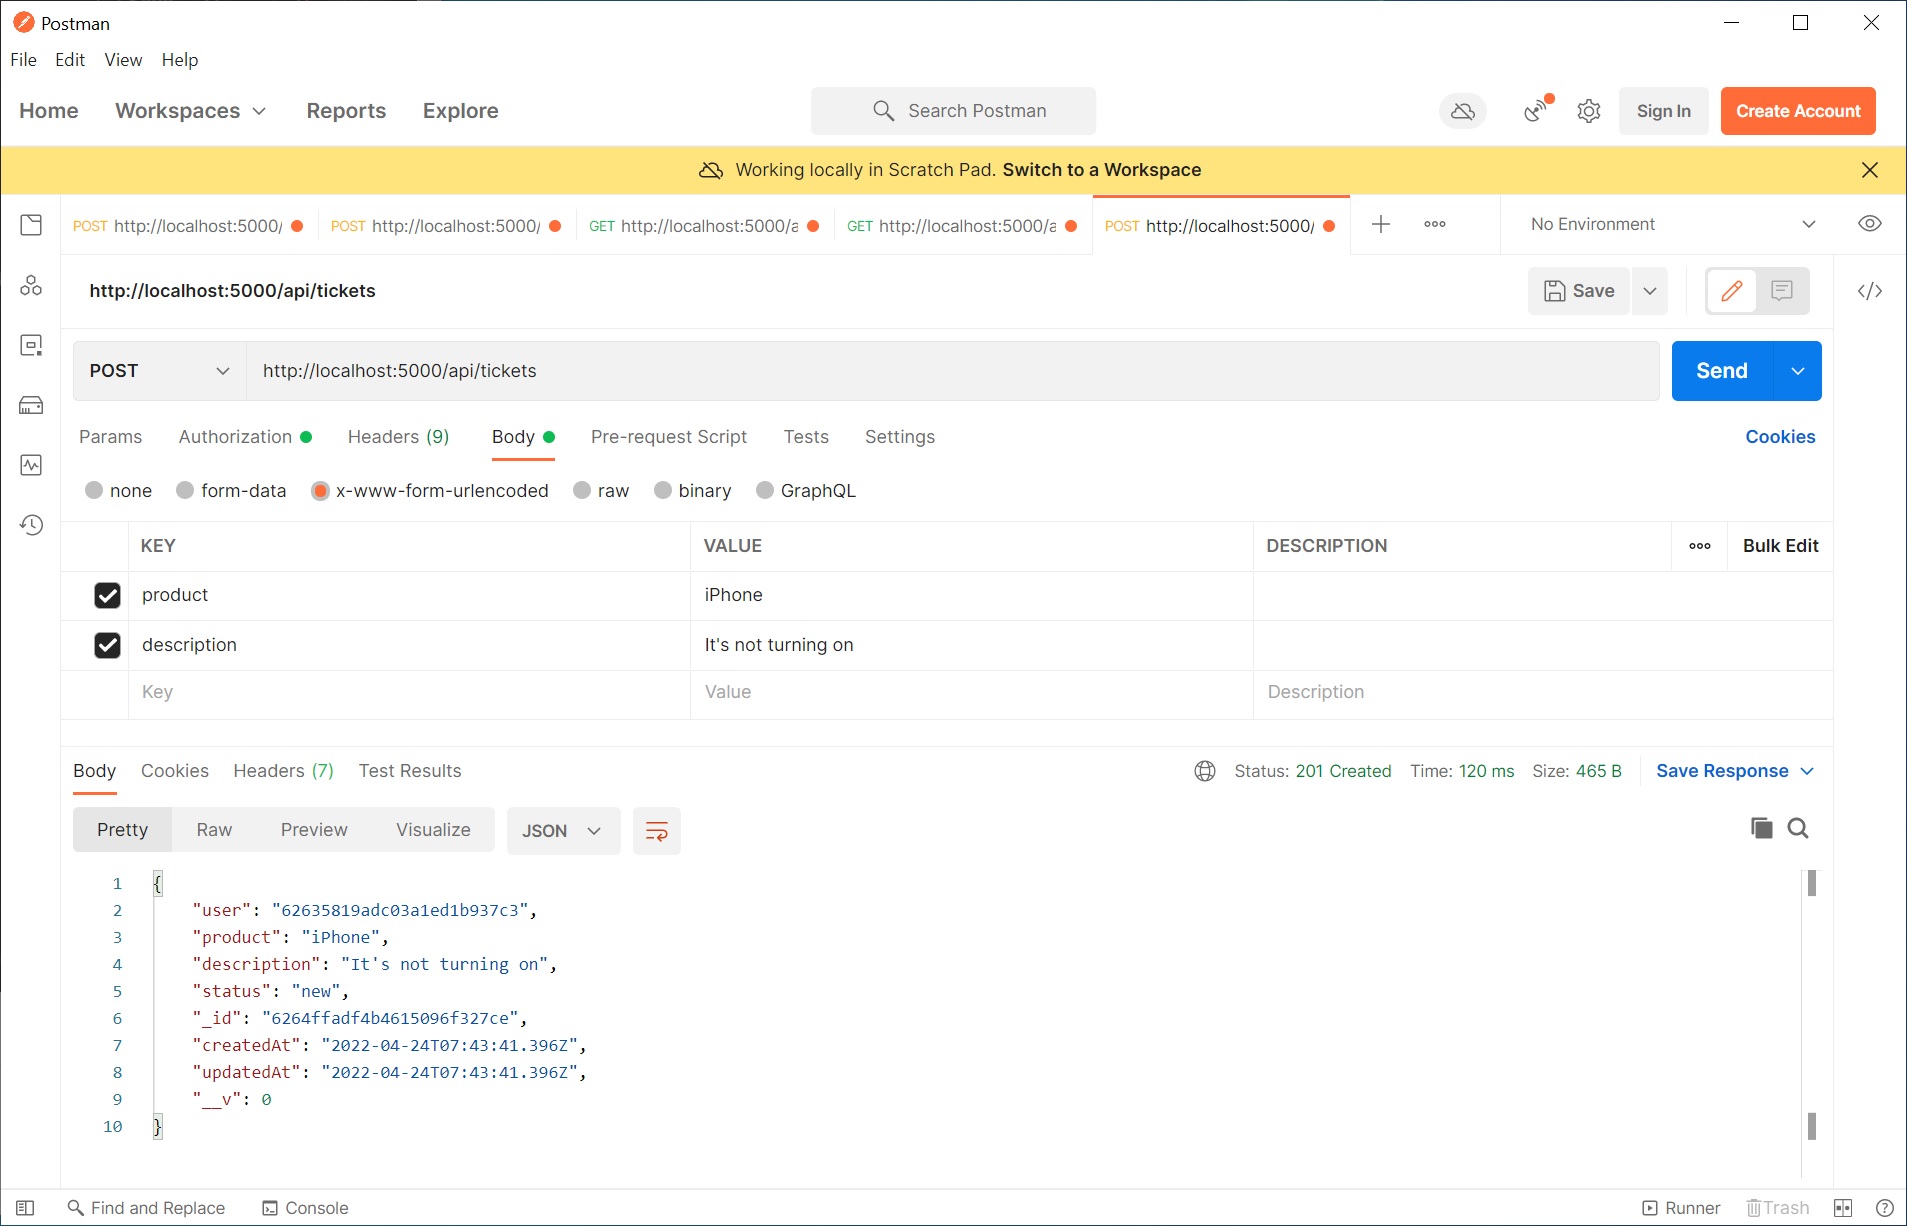 Postman
File Edit View Help
Home Workspaces Reports Explore Search Postman Sign In Create Account
Working locally in Scratch Pad. Switch to a Workspace
POST http://localhost:5000/ POST http://localhost:5000/ GET http://localhost:5000/a GET http://localhost:5000/a POST http://localhost:5000/ No Environment
http://localhost:5000/api/tickets Save
POST http://localhost:5000/api/tickets Send
Params Authorization Headers (9) Body Pre-request Script Tests Settings Cookies
none form-data x-www-form-urlencoded raw binary GraphQL
KEY VALUE DESCRIPTION Bulk Edit
product iPhone
description It's not turning on
Key Value Description
Body Cookies Headers (7) Test Results Status: 201 Created Time: 120 ms Size: 465 B Save Response
Pretty Raw Preview Visualize JSON
1 {
2 "user": "62635819adc03a1ed1b937c3",
3 "product": "iPhone",
4 "description": "It's not turning on",
5 "status": "new",
6 "_id": "6264ffadf4b4615096f327ce",
7 "createdAt": "2022-04-24T07:43:41.396Z",
8 "updatedAt": "2022-04-24T07:43:41.396Z",
9 "__v": 0
10 }
Find and Replace Console Runner Trash